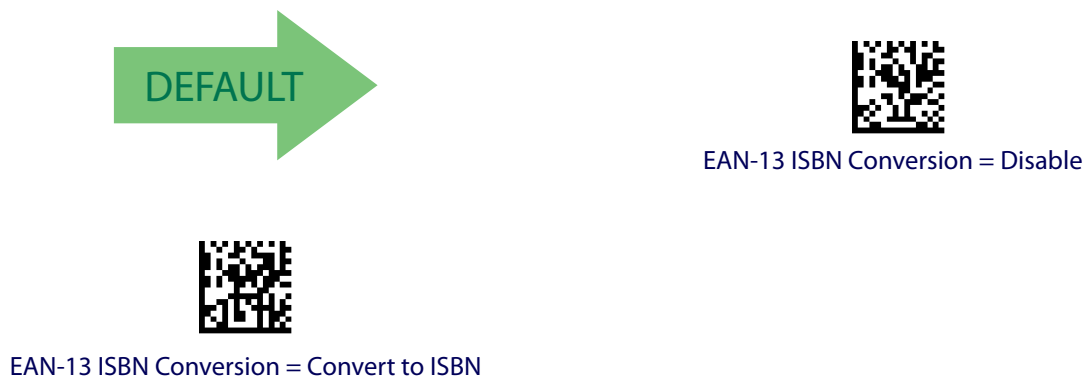 DEFAULT
EAN-13 ISBN Conversion = Disable
EAN-13 ISBN Conversion = Convert to ISBN